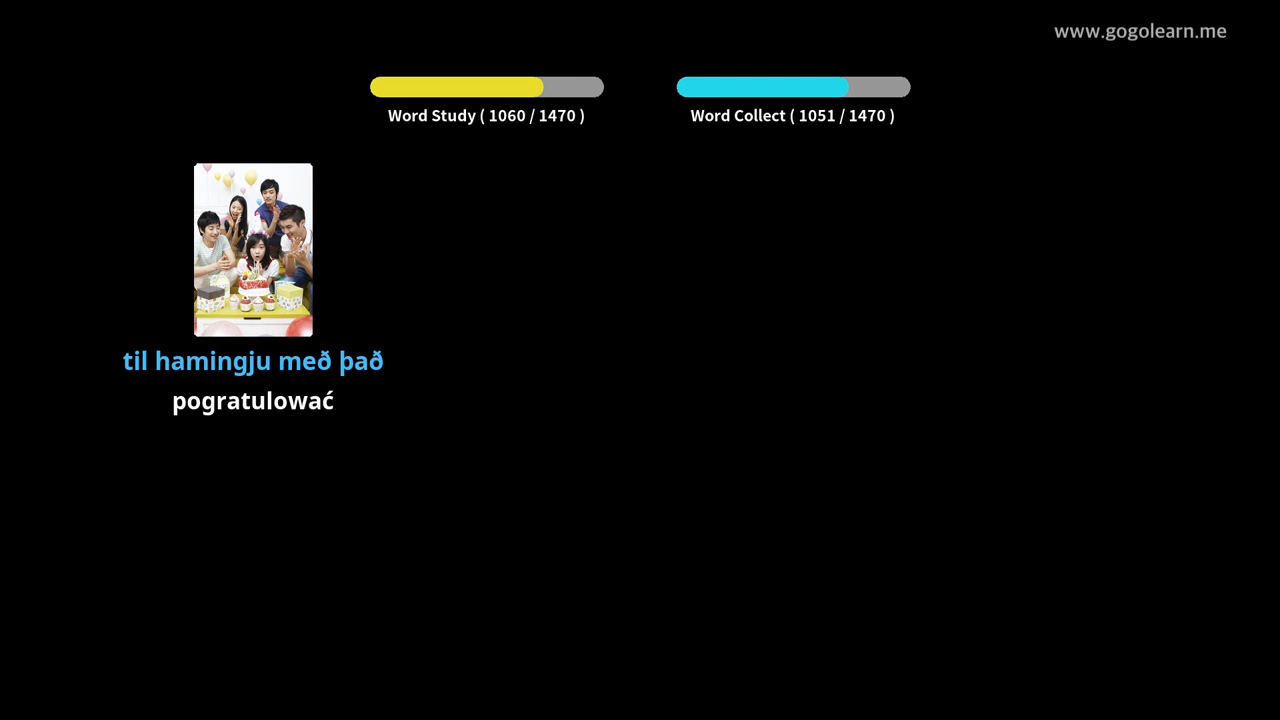 www.gogolearn.me
Word Study ( 1060 / 1470 )
Word Collect ( 1051 / 1470 )
til hamingju með það
pogratulować